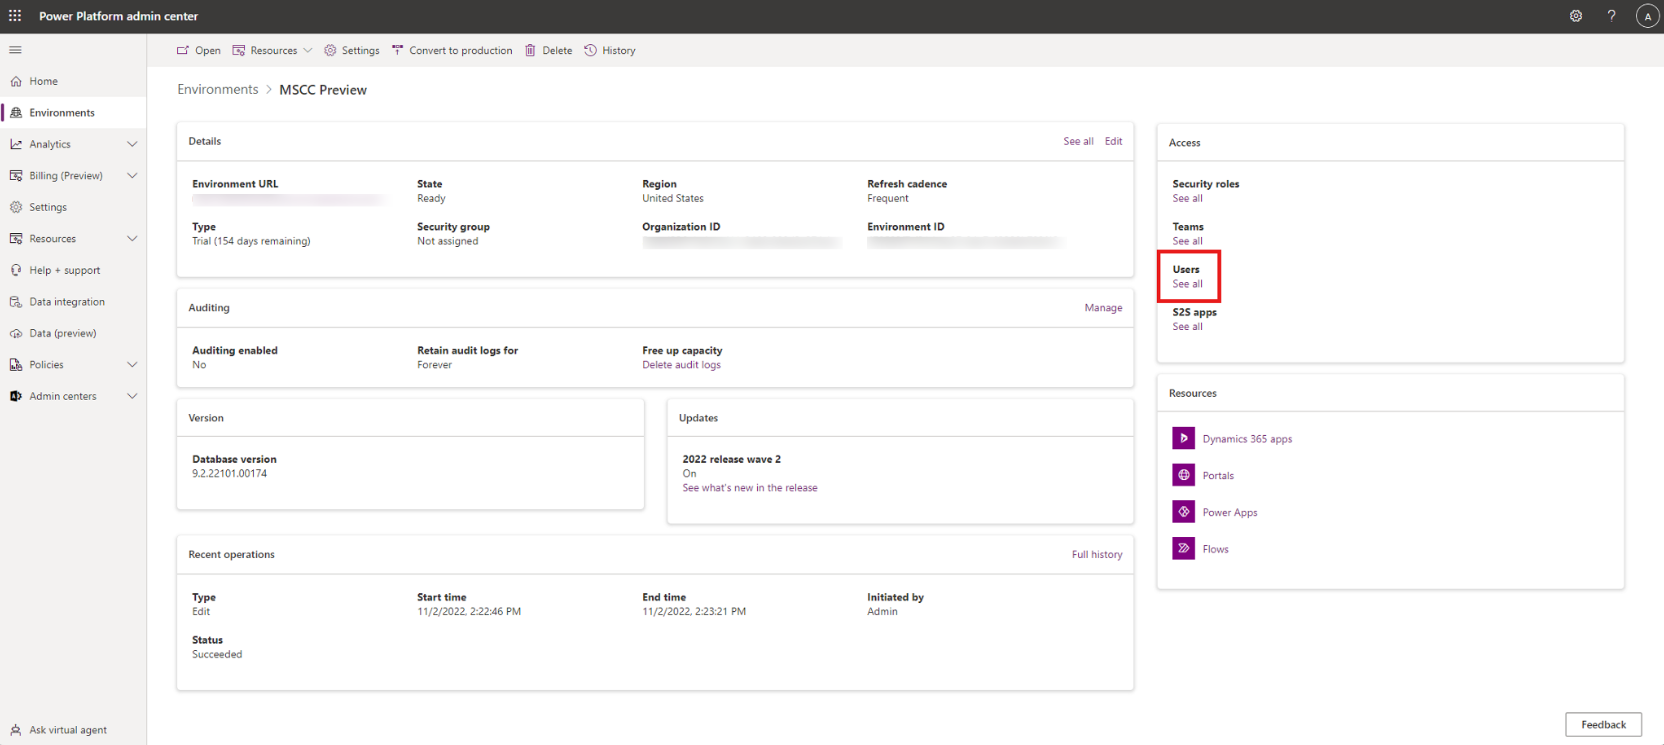 Power Platform admin center
?
A
Open
Resources
Settings
Convert to production
Delete
History
Home
Environments
Analytics
Billing (Preview)
Settings
Resources
Help + support
Data integration
Data (preview)
Policies
Admin centers
Ask virtual agent
Environments > MSCC Preview
Details
See all
Edit
Environment URL
State
Ready
Region
United States
Refresh cadence
Frequent
Type
Trial (154 days remaining)
Security group
Not assigned
Organization ID
Environment ID
Auditing
Manage
Auditing enabled
No
Retain audit logs for
Forever
Free up capacity
Delete audit logs
Version
Database version
9.2.22101.00174
Updates
2022 release wave 2
On
See what's new in the release
Recent operations
Full history
Type
Edit
Start time
11/2/2022, 2:22:46 PM
End time
11/2/2022, 2:23:21 PM
Initiated by
Admin
Status
Succeeded
Access
Security roles
See all
Teams
See all
Users
See all
S2S apps
See all
Resources
Dynamics 365 apps
Portals
Power Apps
Flows
Feedback